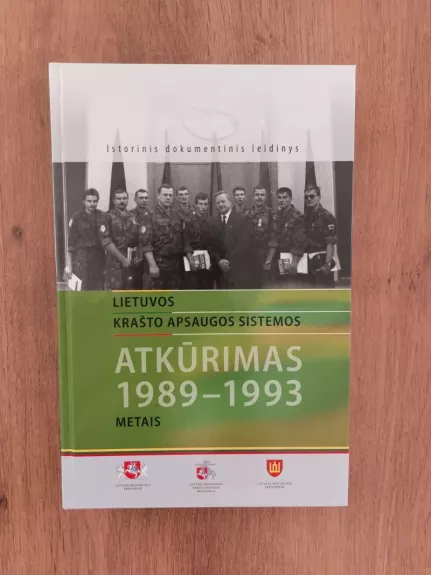 Istorinis dokumentinis leidinys
LIETUVOS
KRAŠTO APSAUGOS SISTEMOS
ATKŪRIMAS
1989–1993
METAIS